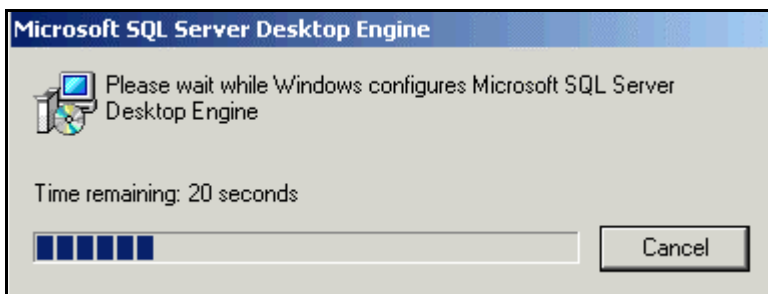 Microsoft SQL Server Desktop Engine
Please wait while Windows configures Microsoft SQL Server
Desktop Engine
Time remaining: 20 seconds
Cancel